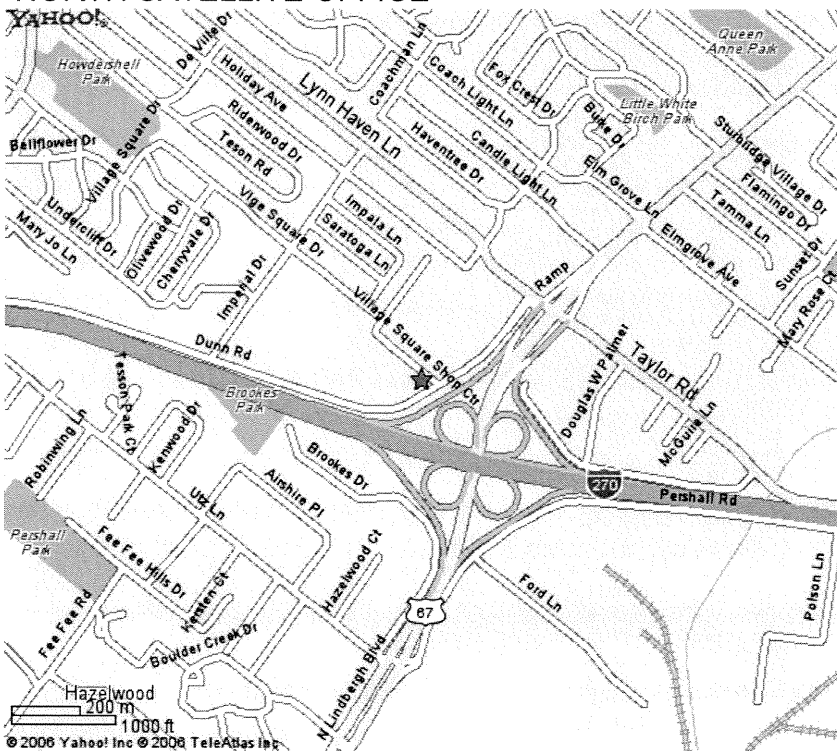 YAHOO!
Queen
Anne Park
De Ville Dr
Howdershell
Park
Holiday Ave
Coachman Ln
Coach Light Ln
Fox Crest Dr
Burke Dr
Little White
Birch Park
Lynn Haven Ln
Ridenwood Dr
Teson Rd
Haventree Dr
Candle Light Ln
Elm Grove Ln
Sturbridge Village Dr
Flamingo Dr
Tamma Ln
Bellflower Dr
Village Square Dr
Undercliff Dr
Mary Jo Ln
Olivewood Dr
Cherryvale Dr
Vlge Square Dr
Impala Ln
Saratoga Ln
Elmgrove Ave
Sunset Dr
Mary Rose Ct
Imperial Dr
Ramp
Village Square Shop Ctr
Dunn Rd
Douglas W Palmer
Taylor Rd
McGuire Ln
Tesson Park Ct
Brookes
Park
Kenwood Dr
Robinwing Ln
Brookes Dr
Airshire Pl
Utz Ln
270
Pershall Rd
Pershall
Park
Fee Fee Hills Dr
Kersten Ct
Hazelwood Ct
Fee Fee Rd
Boulder Creek Dr
67
Ford Ln
Polson Ln
N Lindbergh Blvd
Hazelwood
200 m
1000 ft
© 2006 Yahoo! Inc © 2006 TeleAtlas Inc